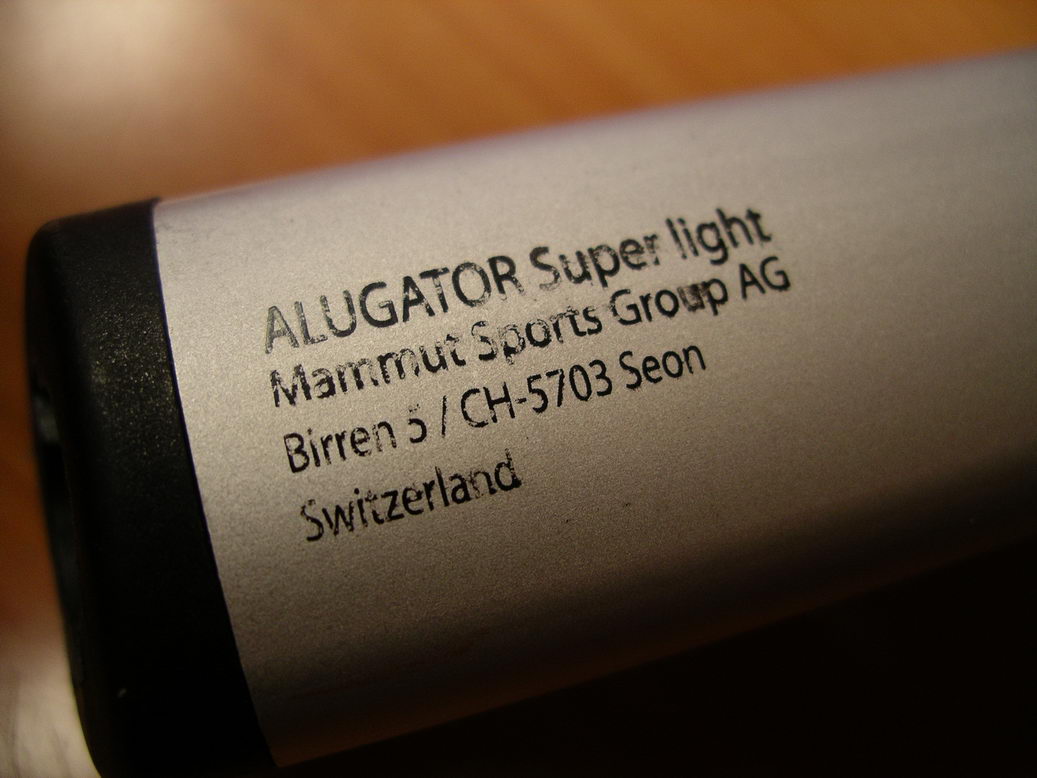 ALUGATOR Super light
Mammut Sports Group AG
Birren 5 / CH-5703 Seon
Switzerland